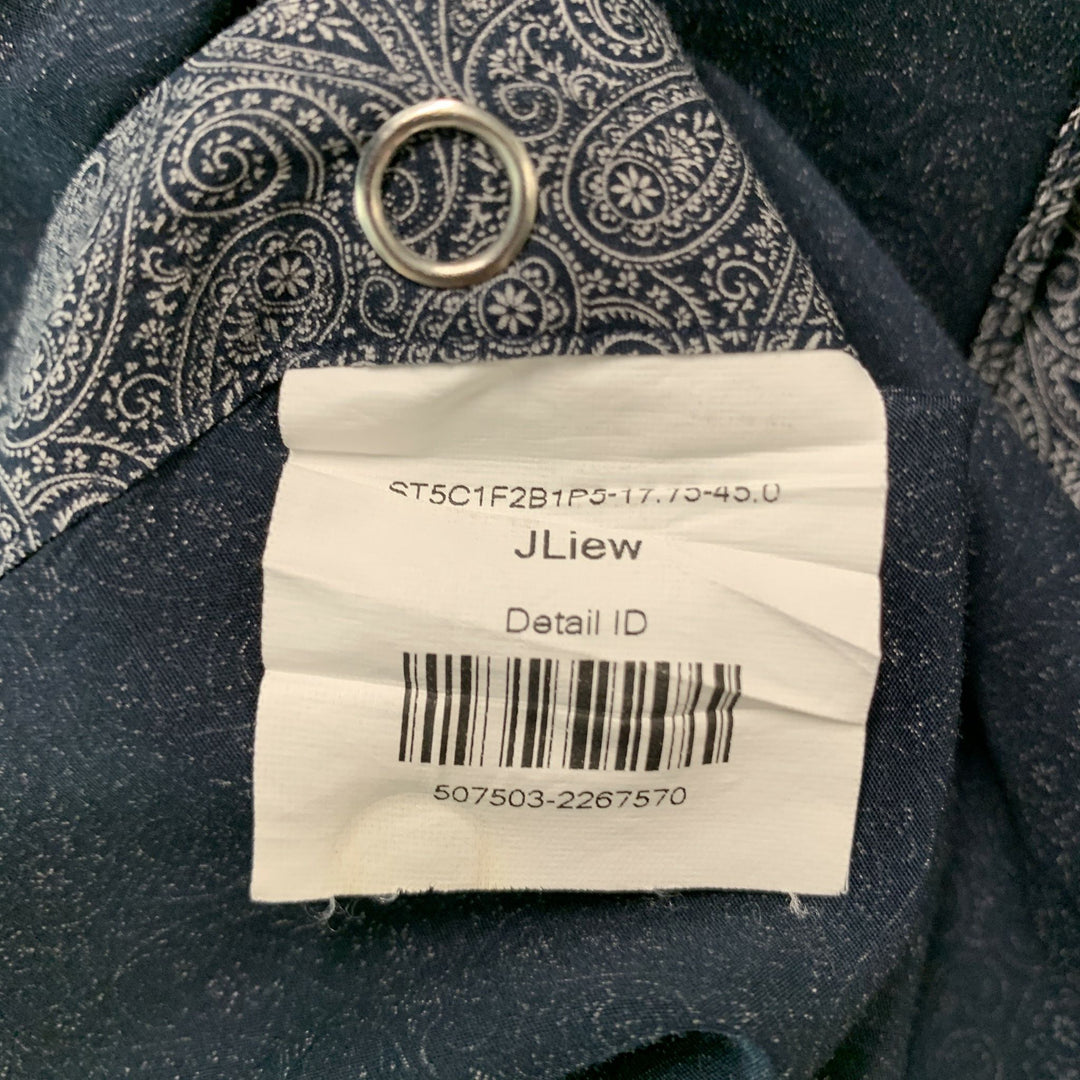 ST5C1F2B1P5-17.75-45.0
JLiew
Detail ID
507503-2267570